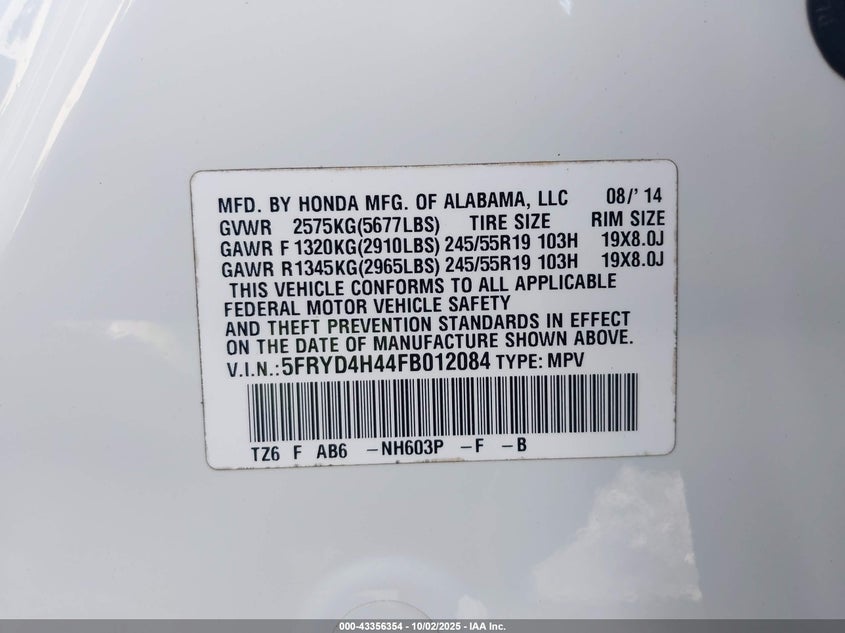 MFD. BY HONDA MFG. OF ALABAMA, LLC 08/' 14
GVWR 2575KG(5677LBS) TIRE SIZE RIM SIZE
GAWR F 1320KG(2910LBS) 245/55R19 103H 19X8.0J
GAWR R1345KG(2965LBS) 245/55R19 103H 19X8.0J
THIS VEHICLE CONFORMS TO ALL APPLICABLE
FEDERAL MOTOR VEHICLE SAFETY
AND THEFT PREVENTION STANDARDS IN EFFECT
ON THE DATE OF MANUFACTURE SHOWN ABOVE.
V.I.N.:5FRYD4H44FB012084 TYPE: MPV
TZ6 F AB6 -NH603P -F -B
000-43356354 - 10/02/2025 - IAA Inc.